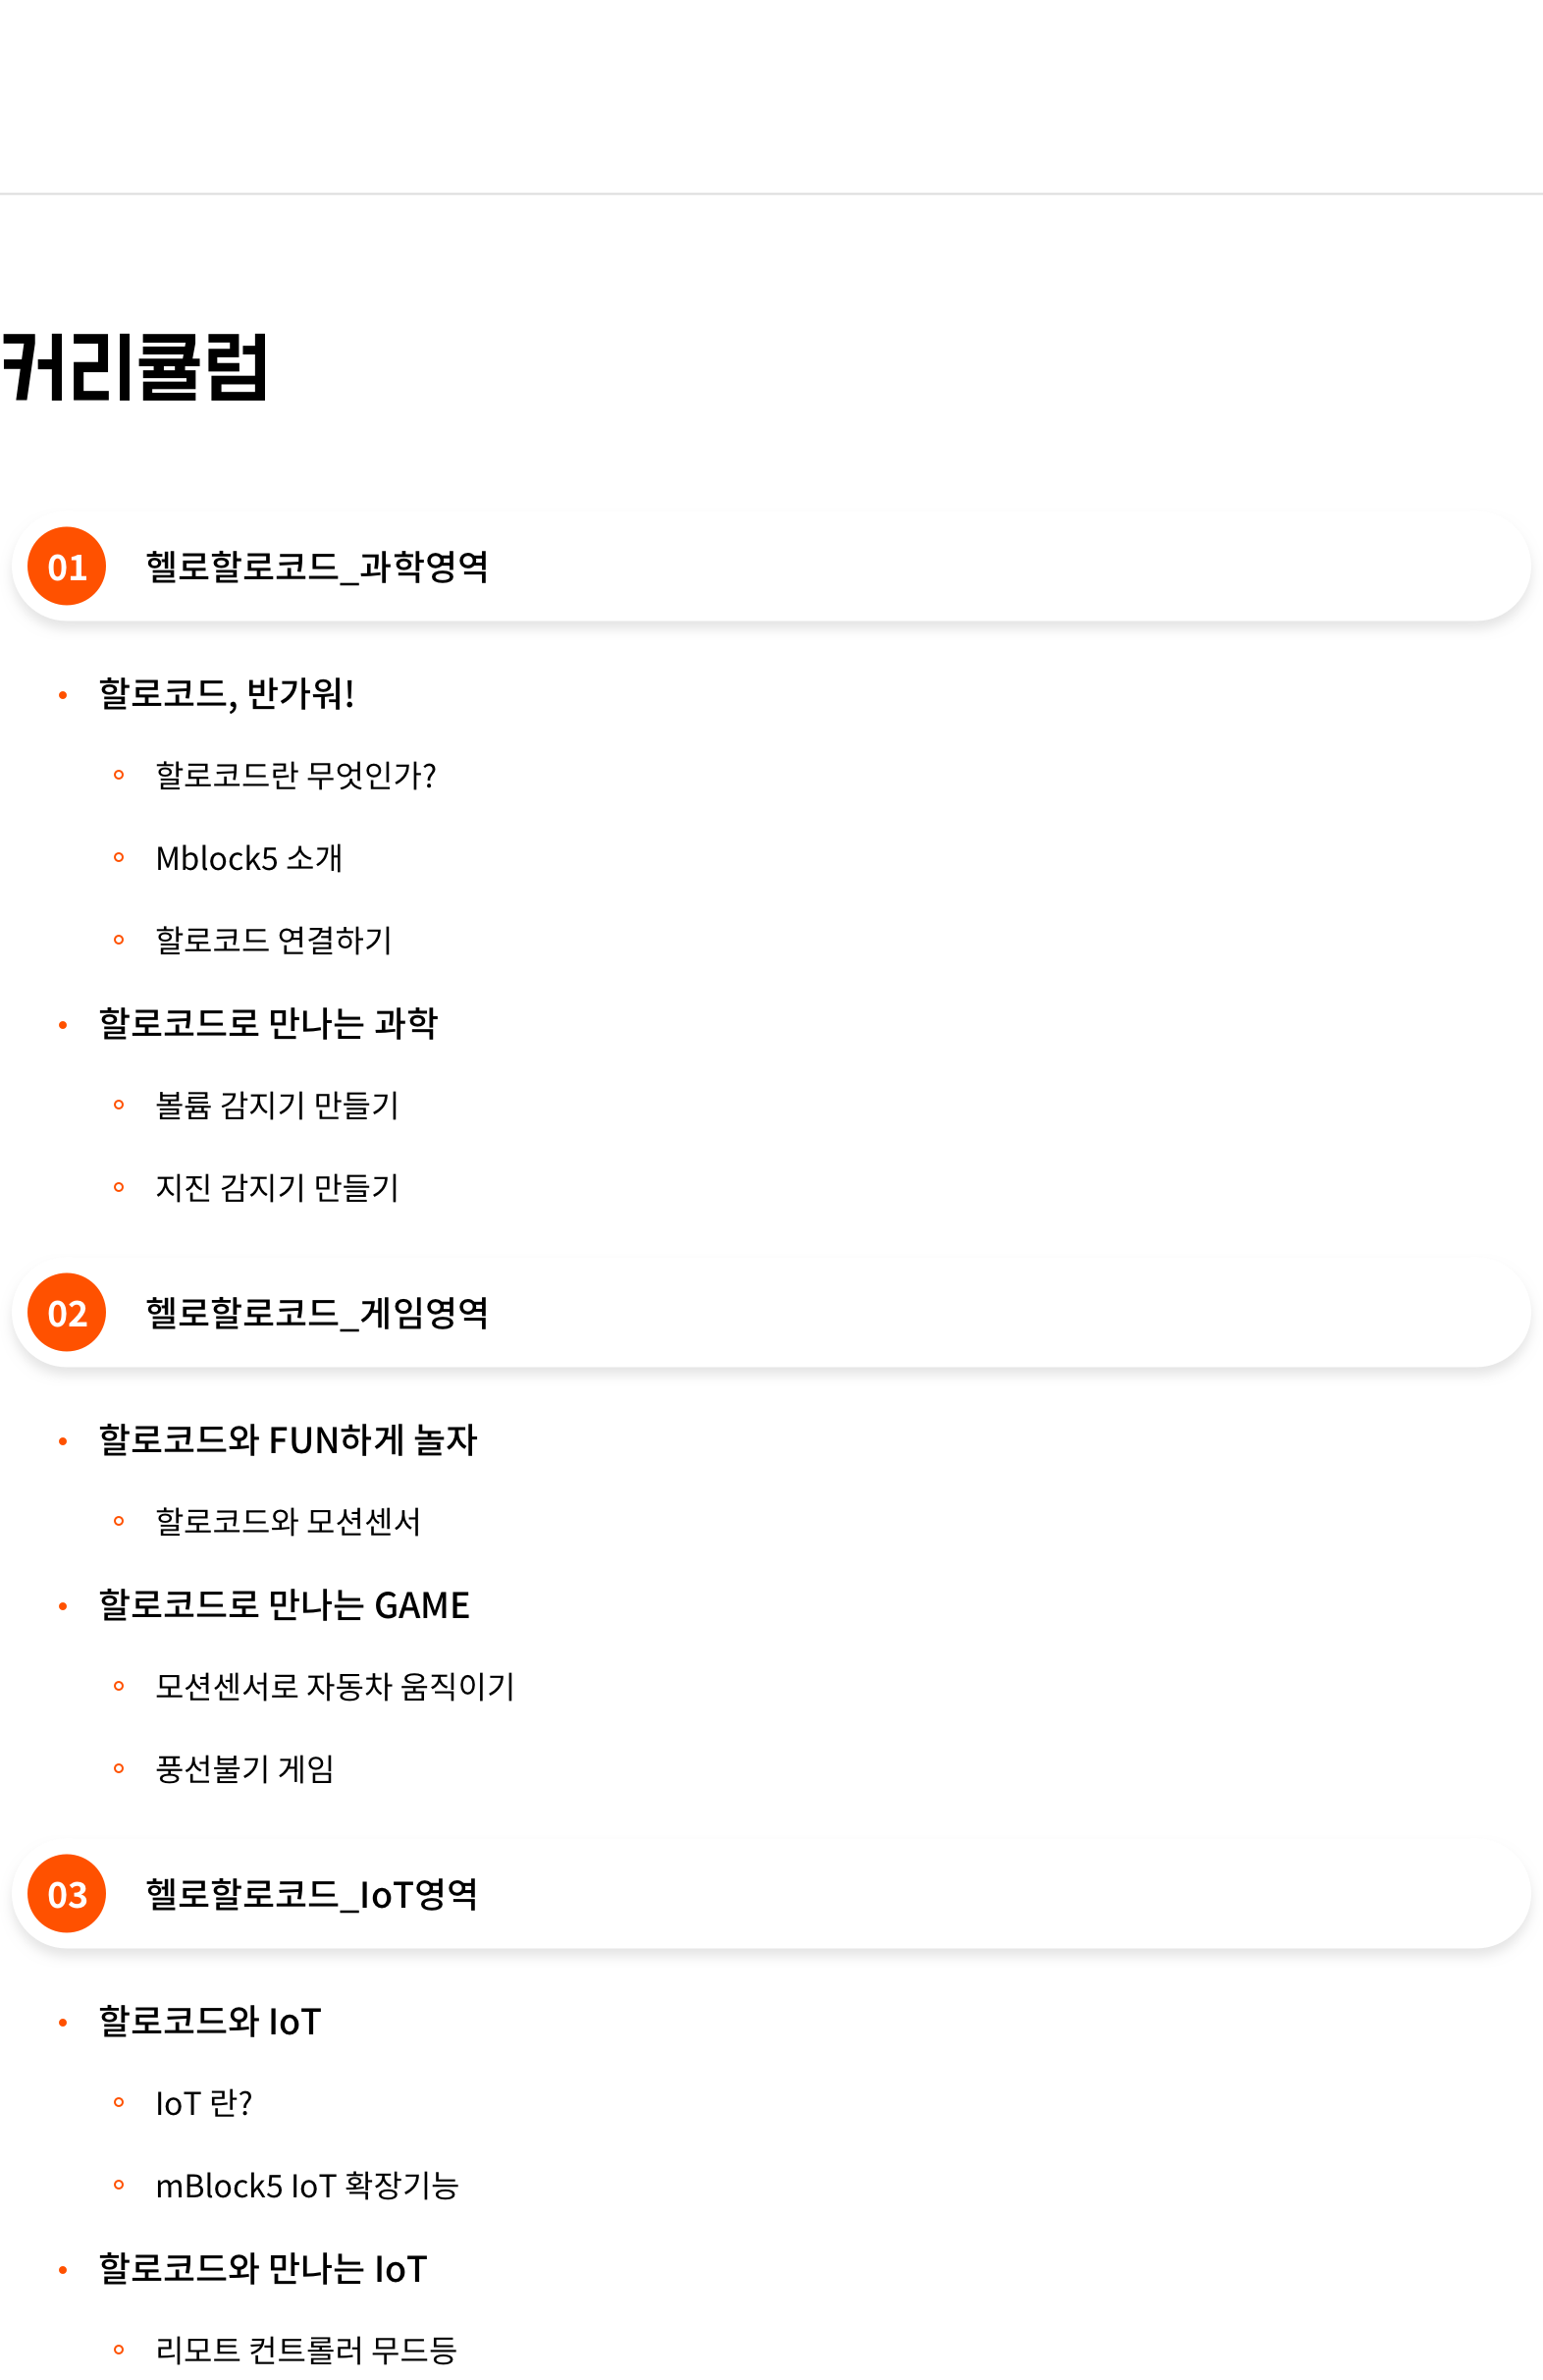 커리큘럼
01 헬로할로코드_과학영역
할로코드, 반가워!
할로코드란 무엇인가?
Mblock5 소개
할로코드 연결하기
할로코드로 만나는 과학
볼륨 감지기 만들기
지진 감지기 만들기
02 헬로할로코드_게임영역
할로코드와 FUN하게 놀자
할로코드와 모션센서
할로코드로 만나는 GAME
모션센서로 자동차 움직이기
풍선불기 게임
03 헬로할로코드_IoT영역
할로코드와 IoT
IoT 란?
mBlock5 IoT 확장기능
할로코드와 만나는 IoT
리모트 컨트롤러 무드등